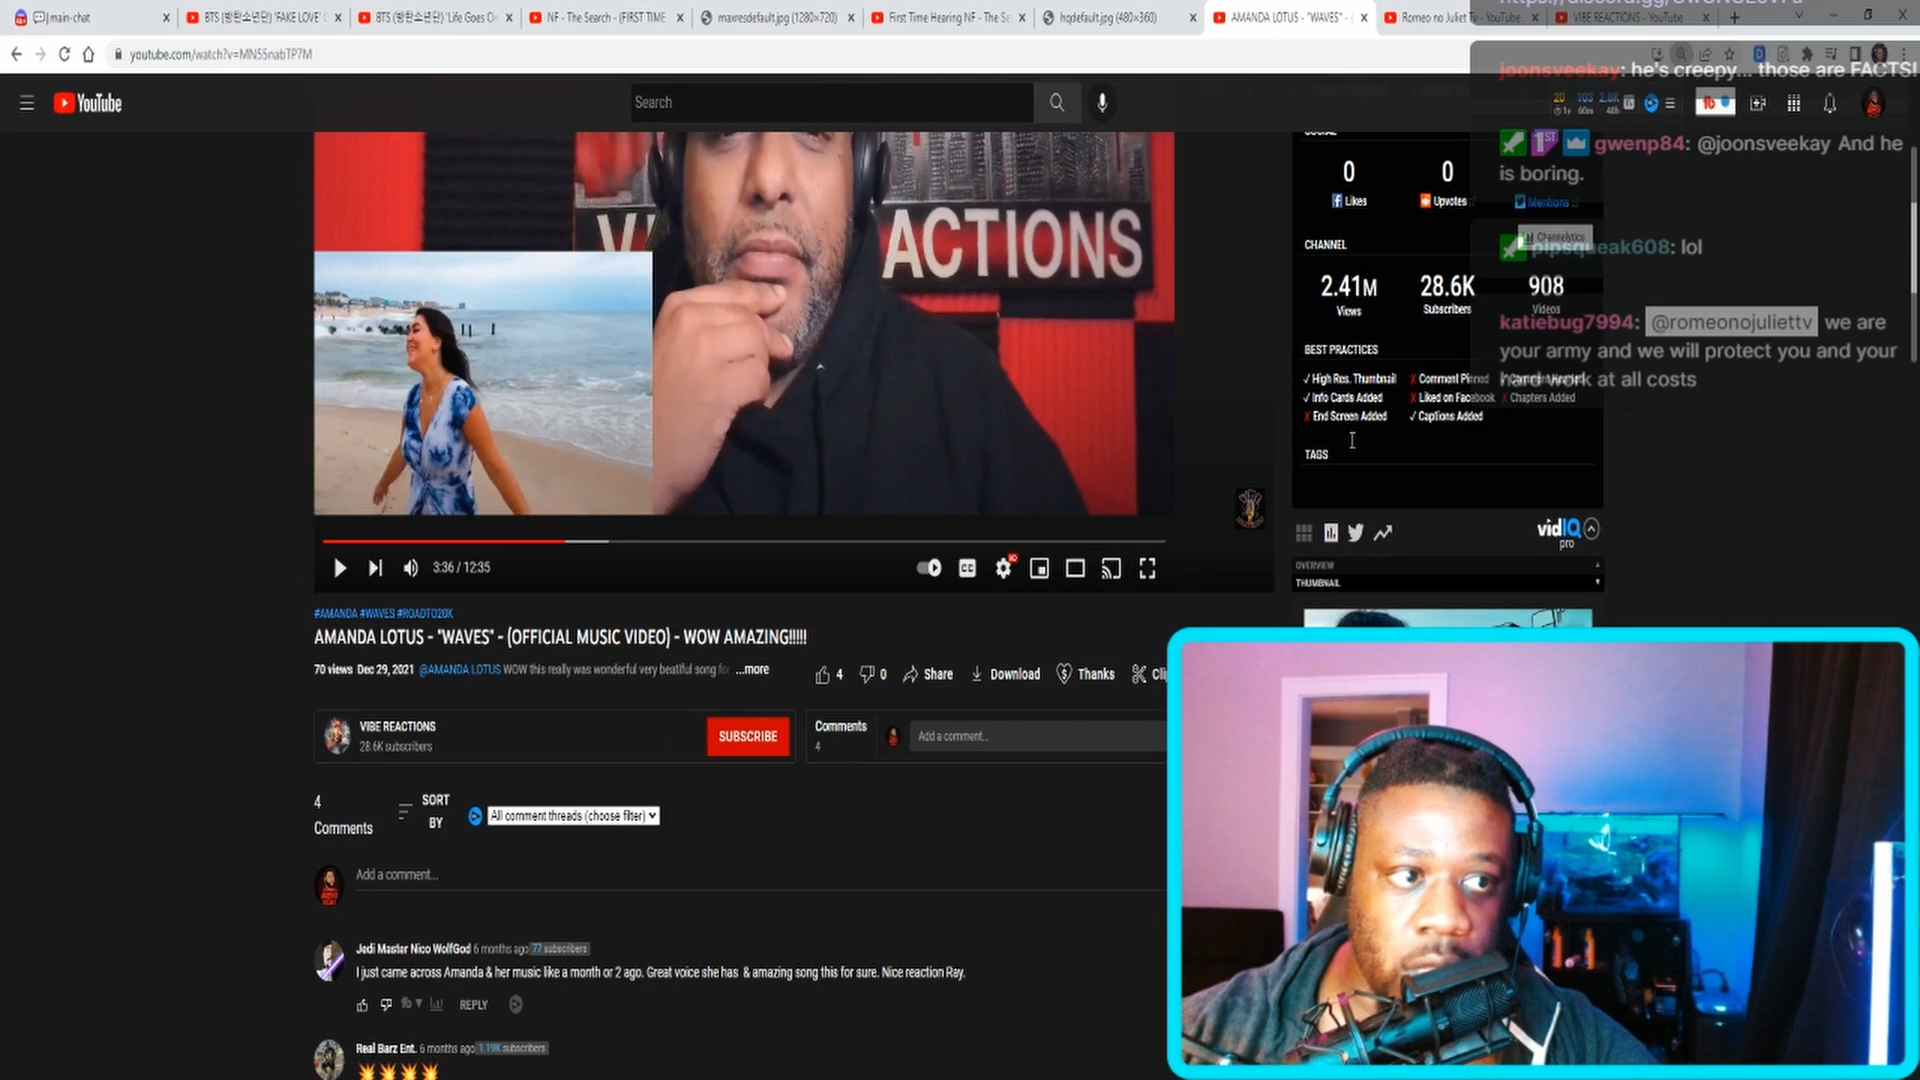 main-chat
BTS (방탄소년단) 'FAKE LOVE'
BTS (방탄소년단) 'Life Goes On
NF - The Search - (FIRST TIME
maxresdefault.jpg (1280×720)
First Time Hearing NF - The Se
hqdefault.jpg (480×360)
AMANDA LOTUS - "WAVES" -
Romeo no Juliet Tv - YouTube
VIBE REACTIONS - YouTube
youtube.com/watch?v=MN55nabTP7M
joonsveekay: he's creepy... those are FACTS!
YouTube
Search
20 103 2.8K
60m 48h
1ST gwenp84: @joonsveekay And he
is boring.
ACTIONS
0 0
Likes Upvotes Mentions
CHANNEL
Channelytics
pipsqueak608: lol
2.41M 28.6K 908
Views Subscribers Videos
katiebug7994: @romeonojuliettv we are
your army and we will protect you and your
hard work at all costs
BEST PRACTICES
High Res. Thumbnail Comment Pinned
Info Cards Added Liked on Facebook Chapters Added
End Screen Added Captions Added
TAGS
vidIQ
pro
OVERVIEW
THUMBNAIL
3:36 / 12:35
CC
#AMANDA #WAVES #ROADTO20K
AMANDA LOTUS - "WAVES" - (OFFICIAL MUSIC VIDEO) - WOW AMAZING!!!!!
70 views Dec 29, 2021 @AMANDA LOTUS WOW this really was wonderful very beatiful song for ...more
4 0 Share Download Thanks Cli
VIBE REACTIONS
28.6K subscribers
SUBSCRIBE
Comments
4
Add a comment...
4
Comments
SORT
BY
All comment threads (choose filter)
Add a comment...
Jedi Master Nico WolfGod 6 months ago 77 subscribers
I just came across Amanda & her music like a month or 2 ago. Great voice she has & amazing song this for sure. Nice reaction Ray.
REPLY
Real Barz Ent. 6 months ago 1.19K subscribers